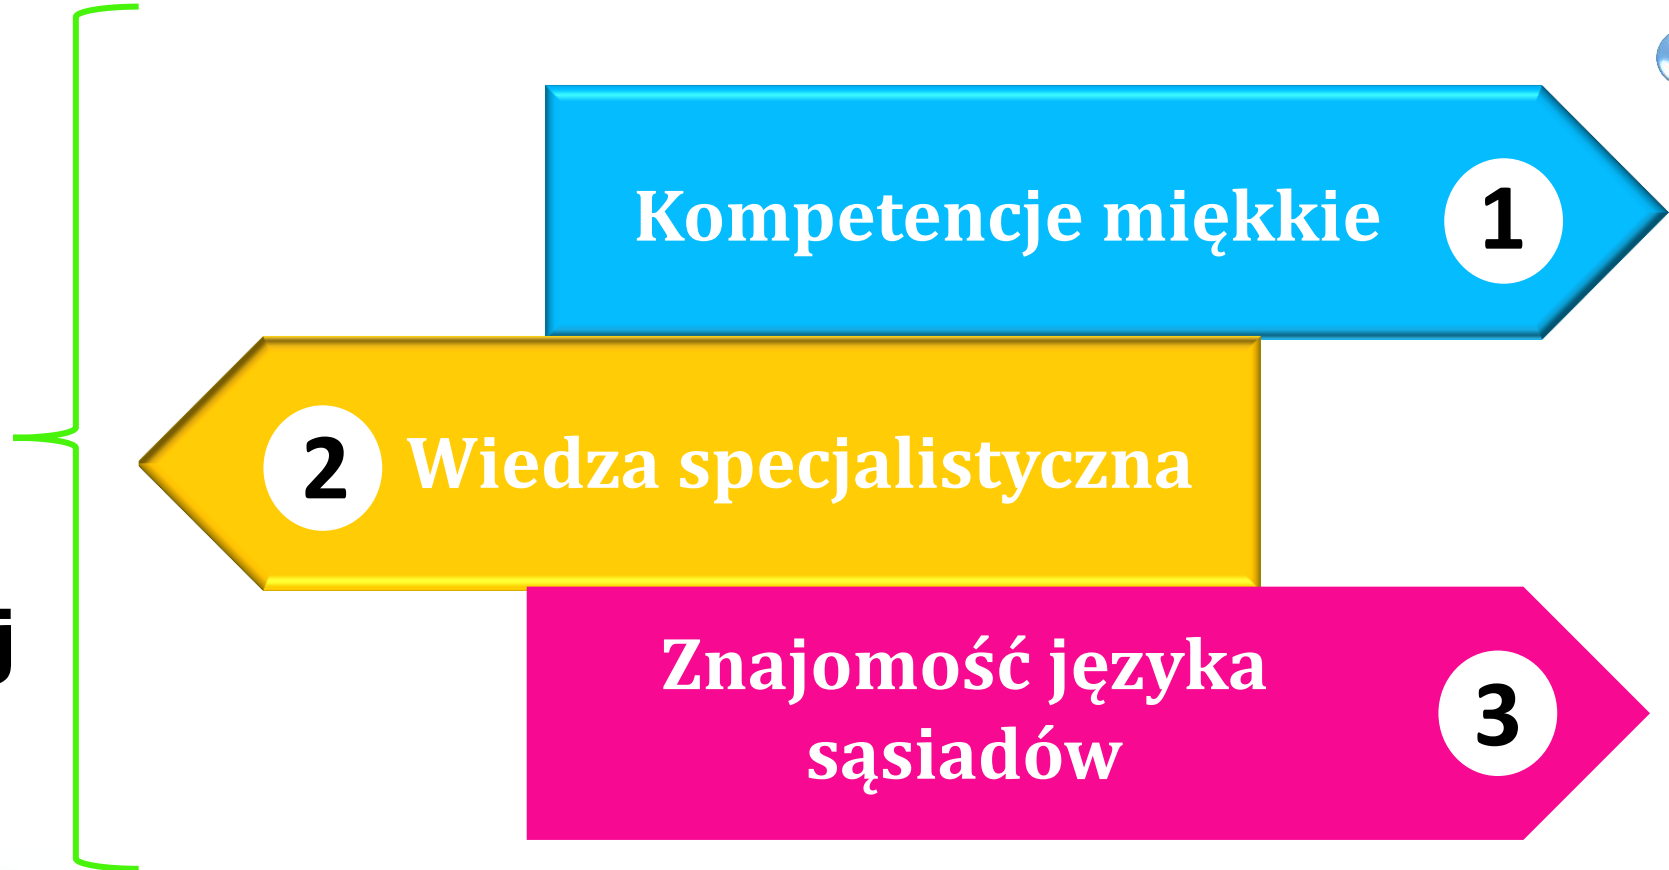 Kompetencje miękkie 1
2 Wiedza specjalistyczna
j
Znajomość języka
sąsiadów 3